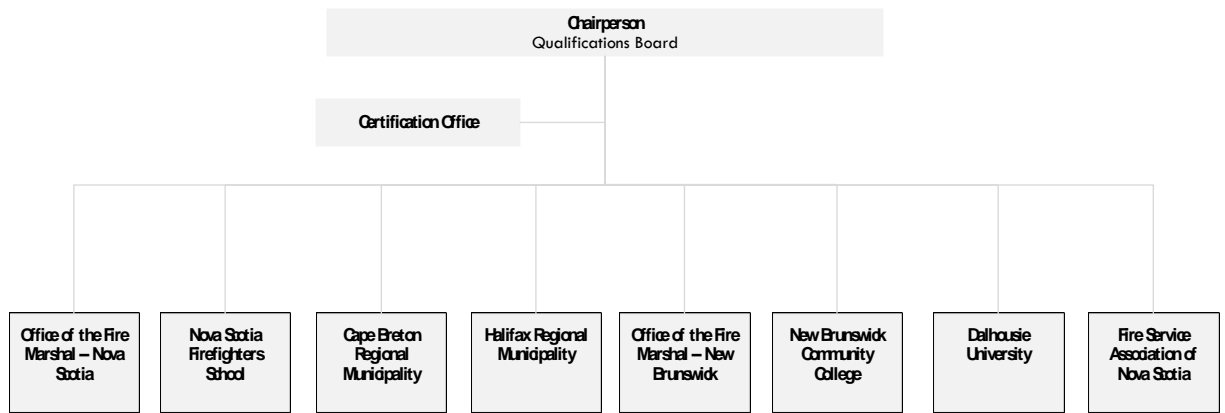 Chairperson
Qualifications Board
Certification Office
Office of the Fire
Marshal – Nova
Scotia
Nova Scotia
Firefighters
School
Cape Breton
Regional
Municipality
Halifax Regional
Municipality
Office of the Fire
Marshal – New
Brunswick
New Brunswick
Community
College
Dalhousie
University
Fire Service
Association of
Nova Scotia